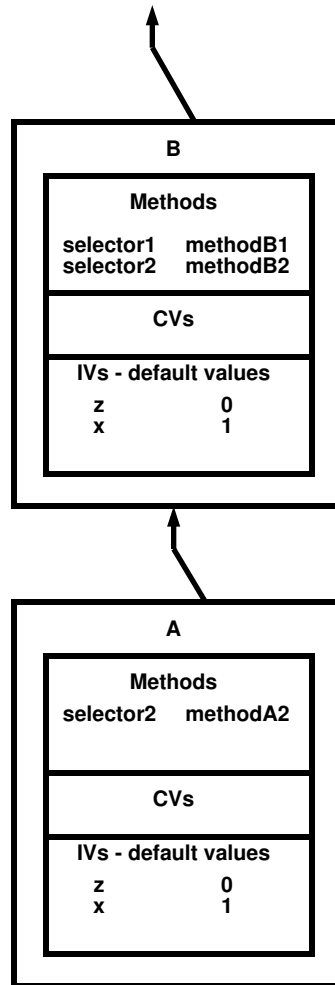 B
Methods
selector1 methodB1
selector2 methodB2
CVs
IVs - default values
z 0
x 1
A
Methods
selector2 methodA2
CVs
IVs - default values
z 0
x 1